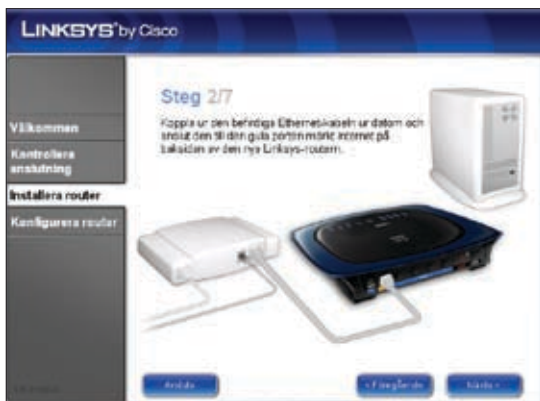 LINKSYS® by Cisco
Steg 2/7
Koppla ur den befintliga Ethernet-kabeln ur datorn och
anslut den till den gula porten märkt internet på
baksidan av den nya Linksys-routern.
Välkommen
Kontrollera
anslutning
Installera router
Konfigurera router
Avsluta
< Föregående
Nästa >